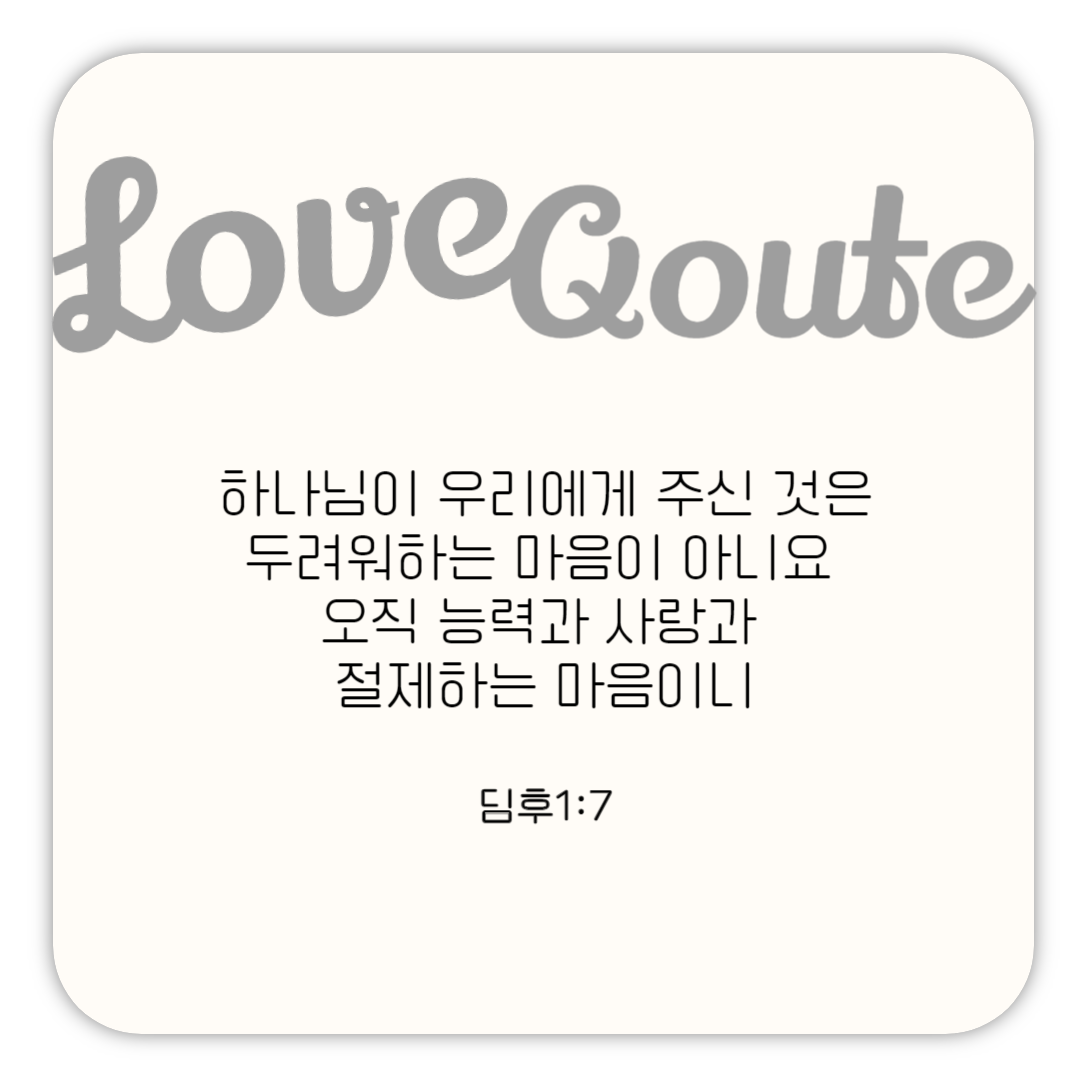 LoveQoute
하나님이 우리에게 주신 것은
두려워하는 마음이 아니요
오직 능력과 사랑과
절제하는 마음이니
딤후1:7